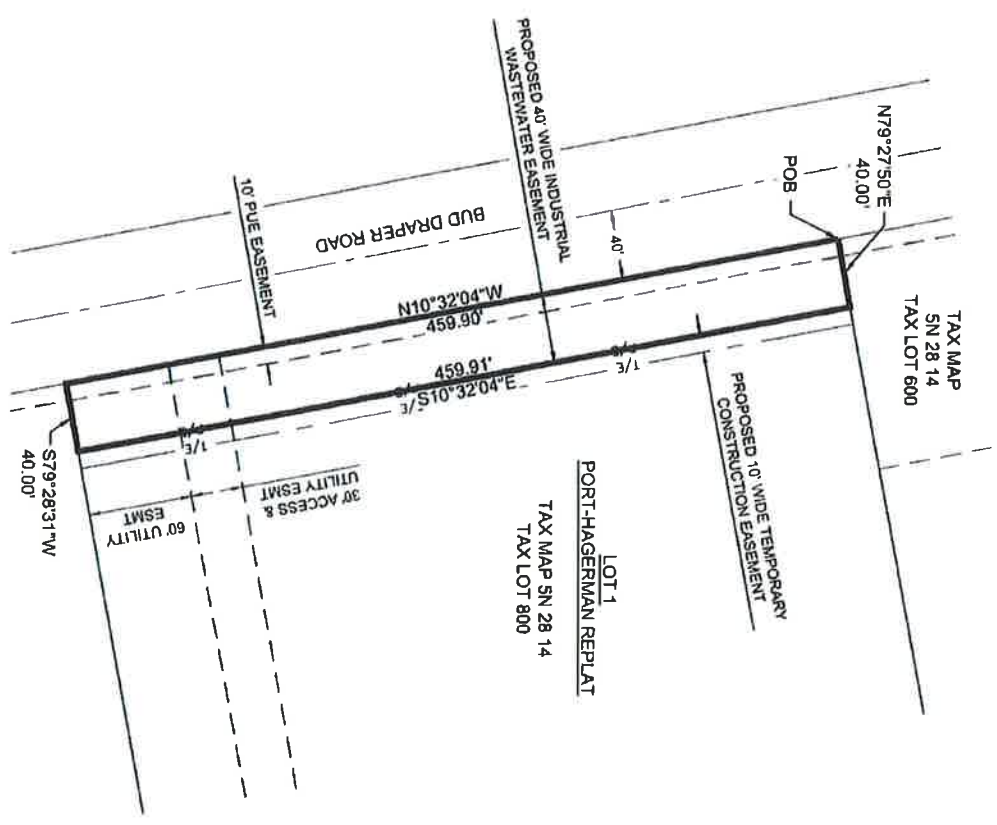 N79°27'50"E
40.00'
POB
TAX MAP
5N 28 14
TAX LOT 600
PROPOSED 40' WIDE INDUSTRIAL
WASTEWATER EASEMENT
BUD DRAPER ROAD
40'
10' PUE EASEMENT
N10°32'04"W
459.90'
459.91'
S10°32'04"E
T/E
T/E
T/E
PROPOSED 10' WIDE TEMPORARY
CONSTRUCTION EASEMENT
LOT 1
PORT-HAGERMAN REPLAT
TAX MAP 5N 28 14
TAX LOT 800
30' ACCESS &
UTILITY ESMT
60' UTILITY
ESMT
S79°28'31"W
40.00'